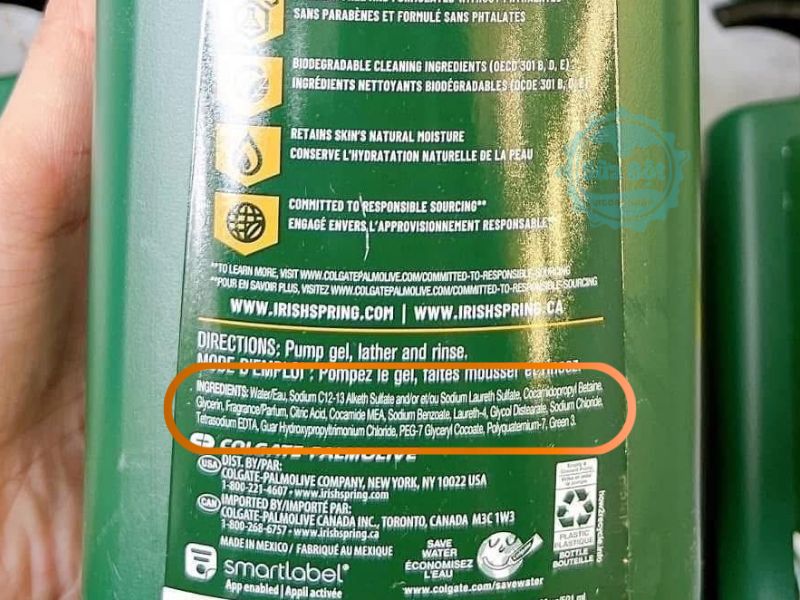 FORMULATED WITHOUT PHTHALATES
SANS PARABÈNES ET FORMULÉ SANS PHTALATES
BIODEGRADABLE CLEANING INGREDIENTS (OECD 301 B, D, E)
INGRÉDIENTS NETTOYANTS BIODÉGRADABLES (OCDE 301 B, D, E)
RETAINS SKIN'S NATURAL MOISTURE
CONSERVE L'HYDRATATION NATURELLE DE LA PEAU
COMMITTED TO RESPONSIBLE SOURCING**
ENGAGÉ ENVERS L'APPROVISIONNEMENT RESPONSABLE**
**TO LEARN MORE, VISIT WWW.COLGATEPALMOLIVE.COM/COMMITTED-TO-RESPONSIBLE-SOURCING
**POUR EN SAVOIR PLUS, VISITEZ WWW.COLGATEPALMOLIVE.COM/COMMITTED-TO-RESPONSIBLE-SOURCING
WWW.IRISHSPRING.COM | WWW.IRISHSPRING.CA
DIRECTIONS: Pump gel, lather and rinse.
MODE D'EMPLOI : Pompez le gel, faites mousser et rincez.
INGREDIENTS: Water/Eau, Sodium C12-13 Alketh Sulfate and/or et/ou Sodium Laureth Sulfate, Cocamidopropyl Betaine,
Glycerin, Fragrance/Parfum, Citric Acid, Cocamide MEA, Sodium Benzoate, Laureth-4, Glycol Distearate, Sodium Chloride,
Tetrasodium EDTA, Guar Hydroxypropyltrimonium Chloride, PEG-7 Glyceryl Cocoate, Polyquaternium-7, Green 3.
COLGATE-PALMOLIVE
USA DIST. BY/PAR:
COLGATE-PALMOLIVE COMPANY, NEW YORK, NY 10022 USA
1-800-221-4607 • www.irishspring.com
CAN IMPORTED BY/IMPORTÉ PAR:
COLGATE-PALMOLIVE CANADA INC., TORONTO, CANADA M3C 1W3
1-800-268-6757 • www.irishspring.com
MADE IN MEXICO / FABRIQUÉ AU MEXIQUE
smartlabel®
App enabled | Appli activée
SAVE
WATER
ÉCONOMISEZ
L'EAU
www.colgate.com/savewater
PLASTIC
PLASTIQUE
BOTTLE
BOUTEILLE
how2recycle.info